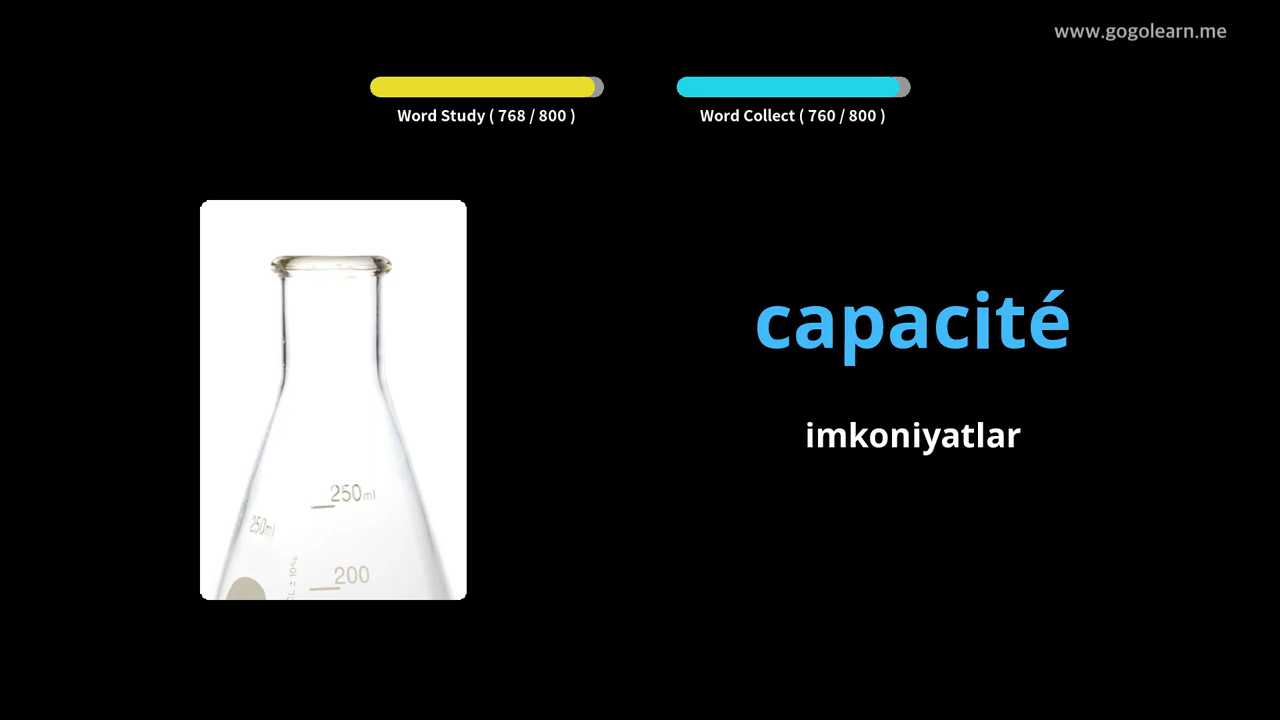 www.gogolearn.me
Word Study ( 768 / 800 )
Word Collect ( 760 / 800 )
capacité
imkoniyatlar
250ml
250ml
200